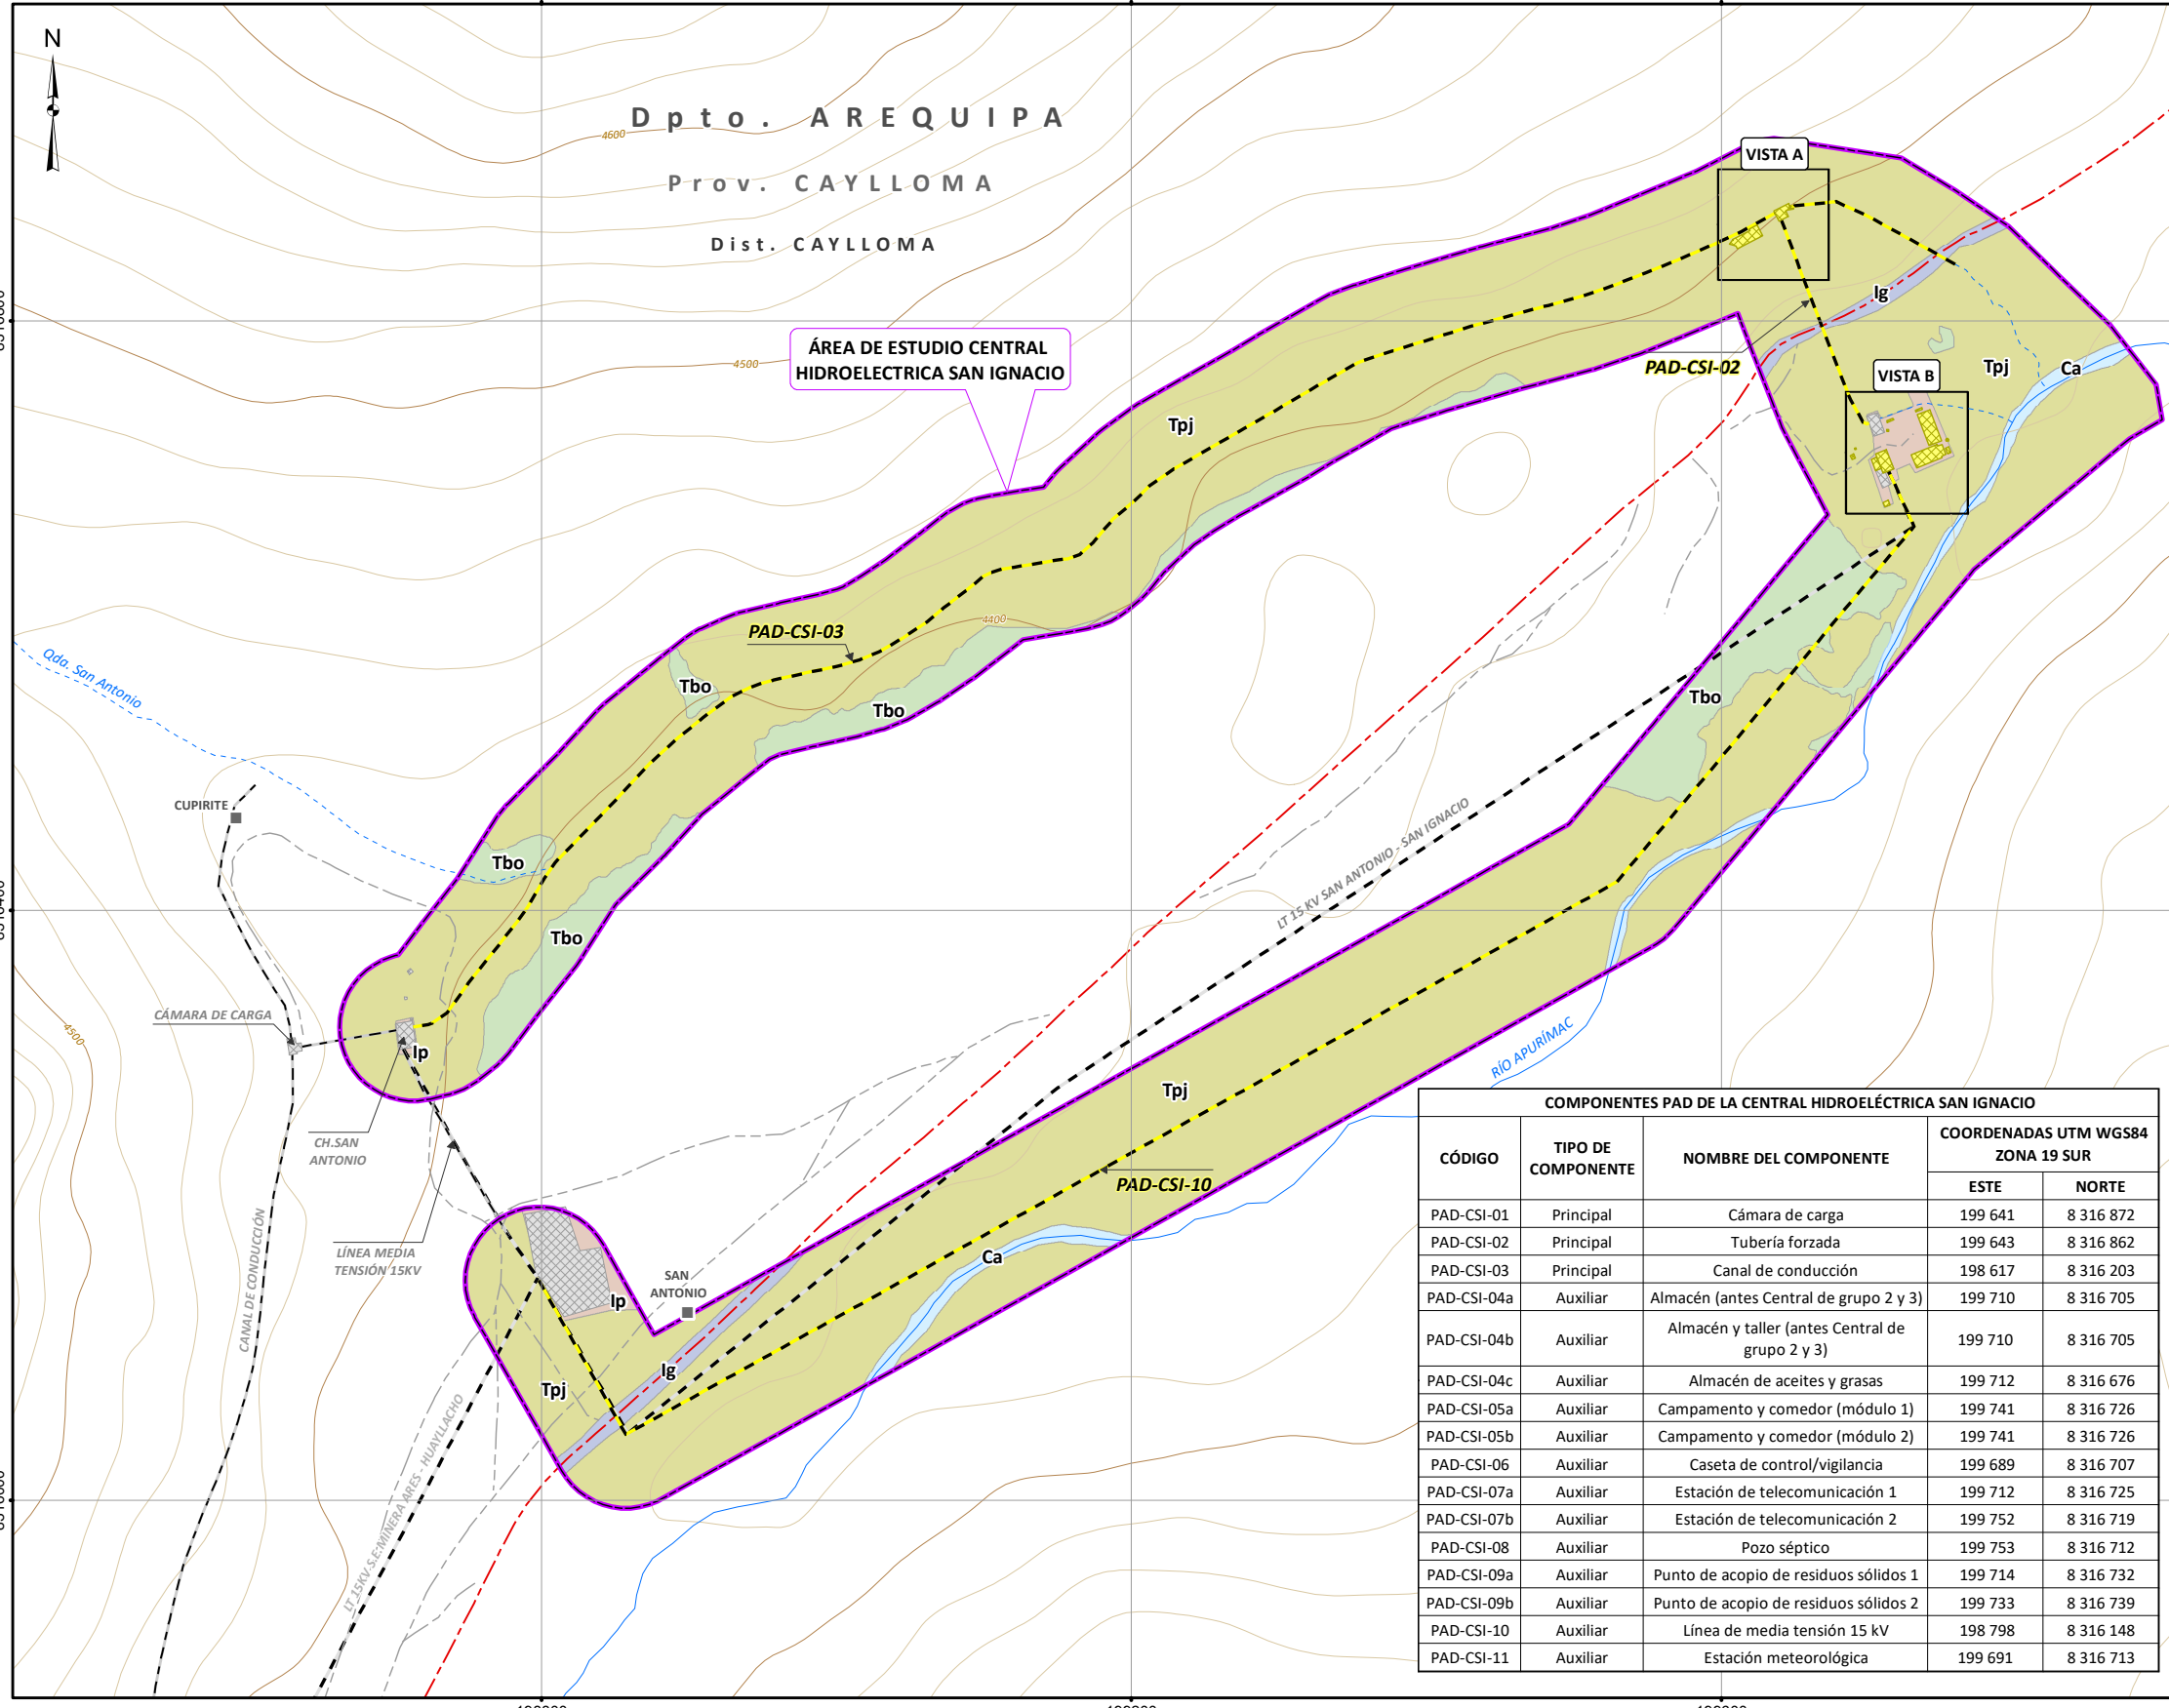 N
Dpto. AREQUIPA
Prov. CAYLLOMA
Dist. CAYLLOMA
4600
4500
VISTA A
ÁREA DE ESTUDIO CENTRAL
HIDROELECTRICA SAN IGNACIO
Ig
PAD-CSI-02
Tpj
Ca
VISTA B
Tpj
4400
PAD-CSI-03
Qda. San Antonio
Tbo
Tbo
Tbo
CUPIRITE
LT 15 KV SAN ANTONIO - SAN IGNACIO
Tbo
Tbo
CÁMARA DE CARGA
4500
Ip
RÍO APURÍMAC
Tpj
CH.SAN
ANTONIO
PAD-CSI-10
CANAL DE CONDUCCIÓN
LÍNEA MEDIA
TENSIÓN 15KV
Ca
SAN
ANTONIO
Ip
Ig
Tpj
LT 15KV S.E.MINERA ARES - HUAYLLACHO
COMPONENTES PAD DE LA CENTRAL HIDROELÉCTRICA SAN IGNACIO
CÓDIGO TIPO DE COMPONENTE NOMBRE DEL COMPONENTE COORDENADAS UTM WGS84 ZONA 19 SUR
ESTE NORTE
PAD-CSI-01 Principal Cámara de carga 199 641 8 316 872
PAD-CSI-02 Principal Tubería forzada 199 643 8 316 862
PAD-CSI-03 Principal Canal de conducción 198 617 8 316 203
PAD-CSI-04a Auxiliar Almacén (antes Central de grupo 2 y 3) 199 710 8 316 705
PAD-CSI-04b Auxiliar Almacén y taller (antes Central de grupo 2 y 3) 199 710 8 316 705
PAD-CSI-04c Auxiliar Almacén de aceites y grasas 199 712 8 316 676
PAD-CSI-05a Auxiliar Campamento y comedor (módulo 1) 199 741 8 316 726
PAD-CSI-05b Auxiliar Campamento y comedor (módulo 2) 199 741 8 316 726
PAD-CSI-06 Auxiliar Caseta de control/vigilancia 199 689 8 316 707
PAD-CSI-07a Auxiliar Estación de telecomunicación 1 199 712 8 316 725
PAD-CSI-07b Auxiliar Estación de telecomunicación 2 199 752 8 316 719
PAD-CSI-08 Auxiliar Pozo séptico 199 753 8 316 712
PAD-CSI-09a Auxiliar Punto de acopio de residuos sólidos 1 199 714 8 316 732
PAD-CSI-09b Auxiliar Punto de acopio de residuos sólidos 2 199 733 8 316 739
PAD-CSI-10 Auxiliar Línea de media tensión 15 kV 198 798 8 316 148
PAD-CSI-11 Auxiliar Estación meteorológica 199 691 8 316 713